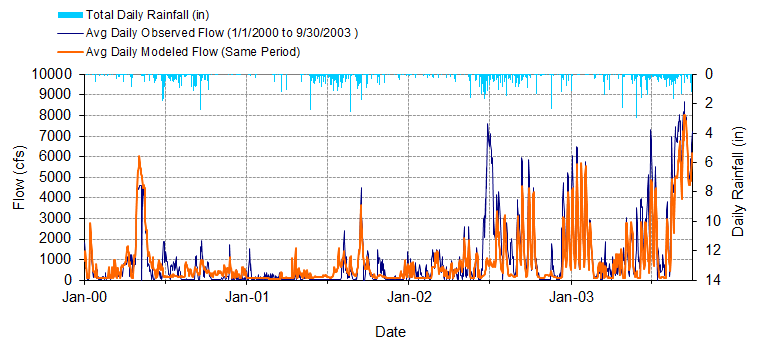 Total Daily Rainfall (in)
Avg Daily Observed Flow (1/1/2000 to 9/30/2003 )
Avg Daily Modeled Flow (Same Period)
10000
9000
8000
7000
6000
5000
4000
3000
2000
1000
0
Flow (cfs)
0
2
4
6
8
10
12
14
Daily Rainfall (in)
Jan-00 Jan-01 Jan-02 Jan-03
Date